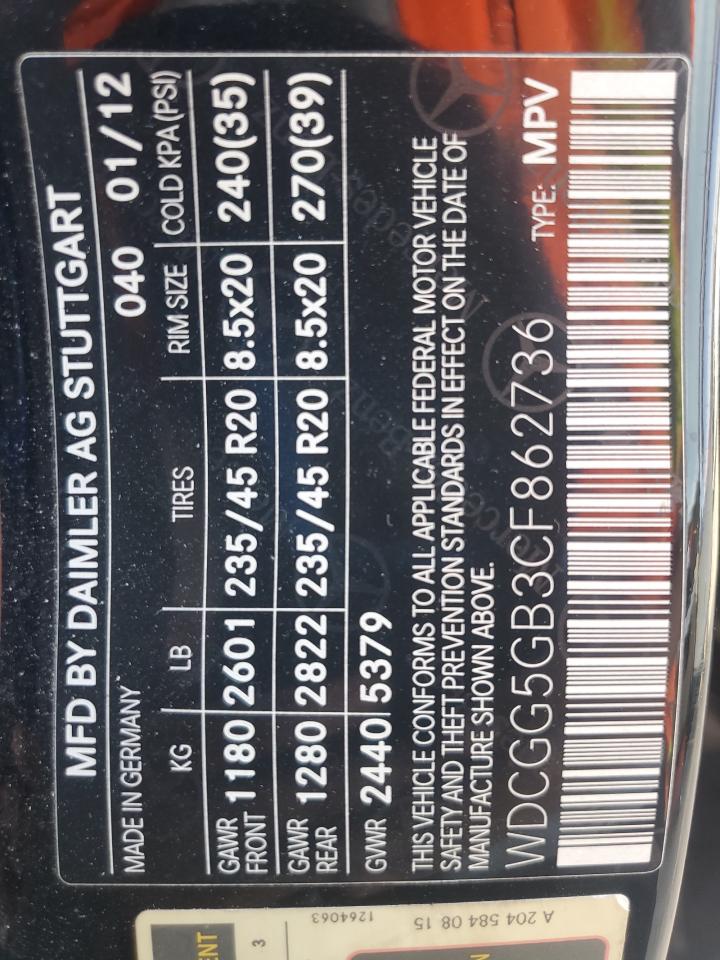 MFD BY DAIMLER AG STUTTGART
MADE IN GERMANY 040 01/12
KG LB TIRES RIM SIZE COLD KPA(PSI)
GAWR FRONT 1180 2601 235/45 R20 8.5x20 240(35)
GAWR REAR 1280 2822 235/45 R20 8.5x20 270(39)
GVWR 2440 5379
THIS VEHICLE CONFORMS TO ALL APPLICABLE FEDERAL MOTOR VEHICLE
SAFETY AND THEFT PREVENTION STANDARDS IN EFFECT ON THE DATE OF
MANUFACTURE SHOWN ABOVE.
WDCGG5GB3CF862736 TYPE: MPV
A 204 584 08 15
1264063
3